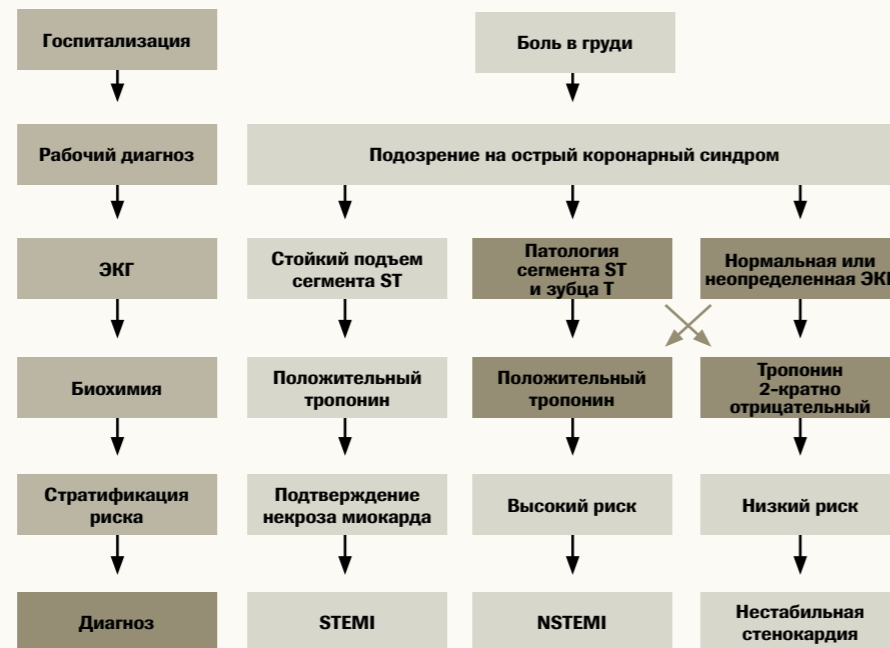 Госпитализация
Боль в груди
Рабочий диагноз
Подозрение на острый коронарный синдром
ЭКГ
Стойкий подъем
сегмента ST
Патология
сегмента ST
и зубца T
Нормальная или
неопределенная ЭКГ
Биохимия
Положительный
тропонин
Положительный
тропонин
Тропонин
2-кратно
отрицательный
Стратификация
риска
Подтверждение
некроза миокарда
Высокий риск
Низкий риск
Диагноз
STEMI
NSTEMI
Нестабильная
стенокардия